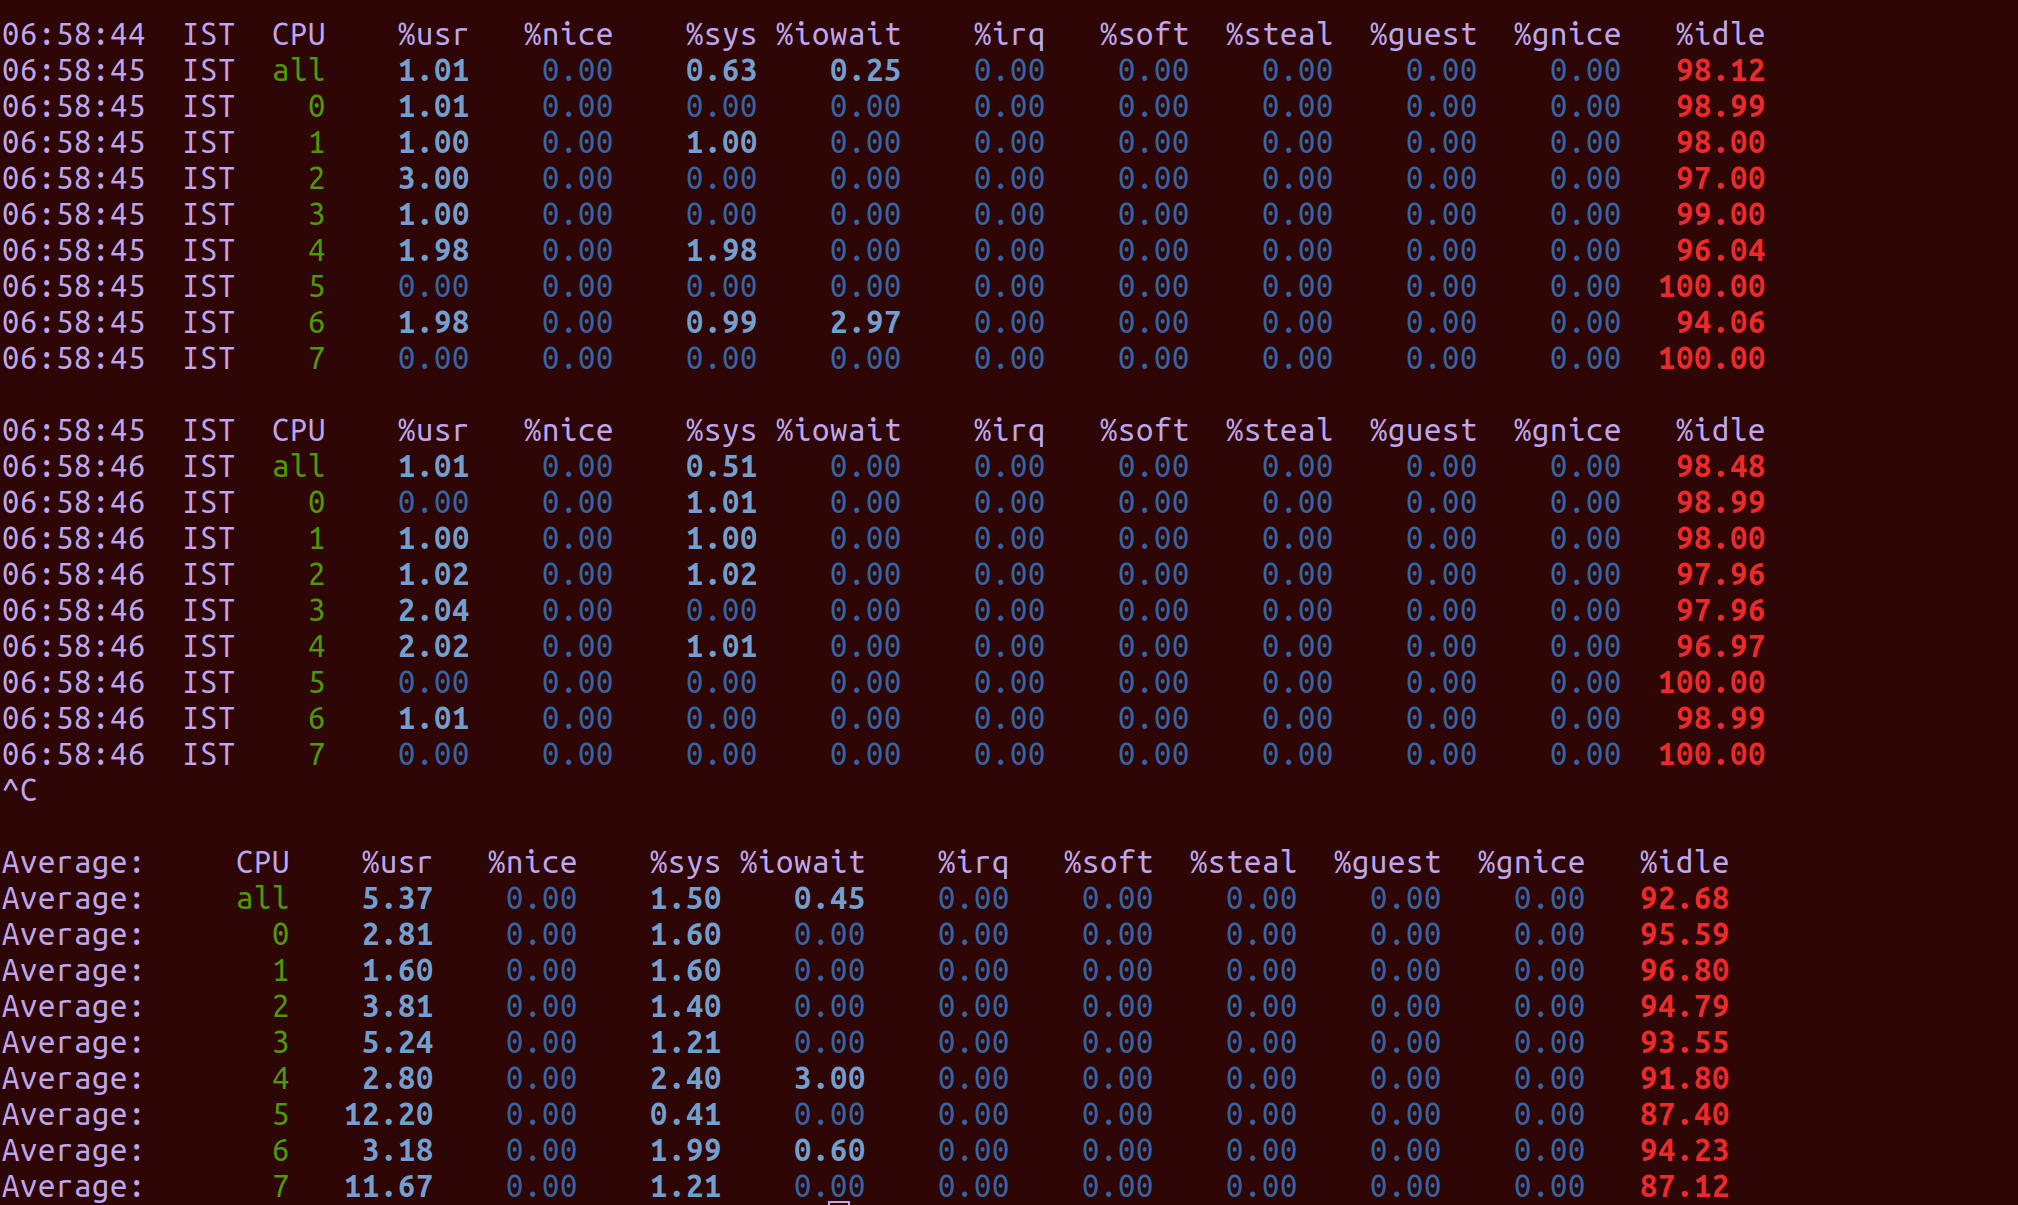 06:58:44 IST CPU %usr %nice %sys %iowait %irq %soft %steal %guest %gnice %idle
06:58:45 IST all 1.01 0.00 0.63 0.25 0.00 0.00 0.00 0.00 0.00 98.12
06:58:45 IST 0 1.01 0.00 0.00 0.00 0.00 0.00 0.00 0.00 0.00 98.99
06:58:45 IST 1 1.00 0.00 1.00 0.00 0.00 0.00 0.00 0.00 0.00 98.00
06:58:45 IST 2 3.00 0.00 0.00 0.00 0.00 0.00 0.00 0.00 0.00 97.00
06:58:45 IST 3 1.00 0.00 0.00 0.00 0.00 0.00 0.00 0.00 0.00 99.00
06:58:45 IST 4 1.98 0.00 1.98 0.00 0.00 0.00 0.00 0.00 0.00 96.04
06:58:45 IST 5 0.00 0.00 0.00 0.00 0.00 0.00 0.00 0.00 0.00 100.00
06:58:45 IST 6 1.98 0.00 0.99 2.97 0.00 0.00 0.00 0.00 0.00 94.06
06:58:45 IST 7 0.00 0.00 0.00 0.00 0.00 0.00 0.00 0.00 0.00 100.00
06:58:45 IST CPU %usr %nice %sys %iowait %irq %soft %steal %guest %gnice %idle
06:58:46 IST all 1.01 0.00 0.51 0.00 0.00 0.00 0.00 0.00 0.00 98.48
06:58:46 IST 0 0.00 0.00 1.01 0.00 0.00 0.00 0.00 0.00 0.00 98.99
06:58:46 IST 1 1.00 0.00 1.00 0.00 0.00 0.00 0.00 0.00 0.00 98.00
06:58:46 IST 2 1.02 0.00 1.02 0.00 0.00 0.00 0.00 0.00 0.00 97.96
06:58:46 IST 3 2.04 0.00 0.00 0.00 0.00 0.00 0.00 0.00 0.00 97.96
06:58:46 IST 4 2.02 0.00 1.01 0.00 0.00 0.00 0.00 0.00 0.00 96.97
06:58:46 IST 5 0.00 0.00 0.00 0.00 0.00 0.00 0.00 0.00 0.00 100.00
06:58:46 IST 6 1.01 0.00 0.00 0.00 0.00 0.00 0.00 0.00 0.00 98.99
06:58:46 IST 7 0.00 0.00 0.00 0.00 0.00 0.00 0.00 0.00 0.00 100.00
^C
Average: CPU %usr %nice %sys %iowait %irq %soft %steal %guest %gnice %idle
Average: all 5.37 0.00 1.50 0.45 0.00 0.00 0.00 0.00 0.00 92.68
Average: 0 2.81 0.00 1.60 0.00 0.00 0.00 0.00 0.00 0.00 95.59
Average: 1 1.60 0.00 1.60 0.00 0.00 0.00 0.00 0.00 0.00 96.80
Average: 2 3.81 0.00 1.40 0.00 0.00 0.00 0.00 0.00 0.00 94.79
Average: 3 5.24 0.00 1.21 0.00 0.00 0.00 0.00 0.00 0.00 93.55
Average: 4 2.80 0.00 2.40 3.00 0.00 0.00 0.00 0.00 0.00 91.80
Average: 5 12.20 0.00 0.41 0.00 0.00 0.00 0.00 0.00 0.00 87.40
Average: 6 3.18 0.00 1.99 0.60 0.00 0.00 0.00 0.00 0.00 94.23
Average: 7 11.67 0.00 1.21 0.00 0.00 0.00 0.00 0.00 0.00 87.12